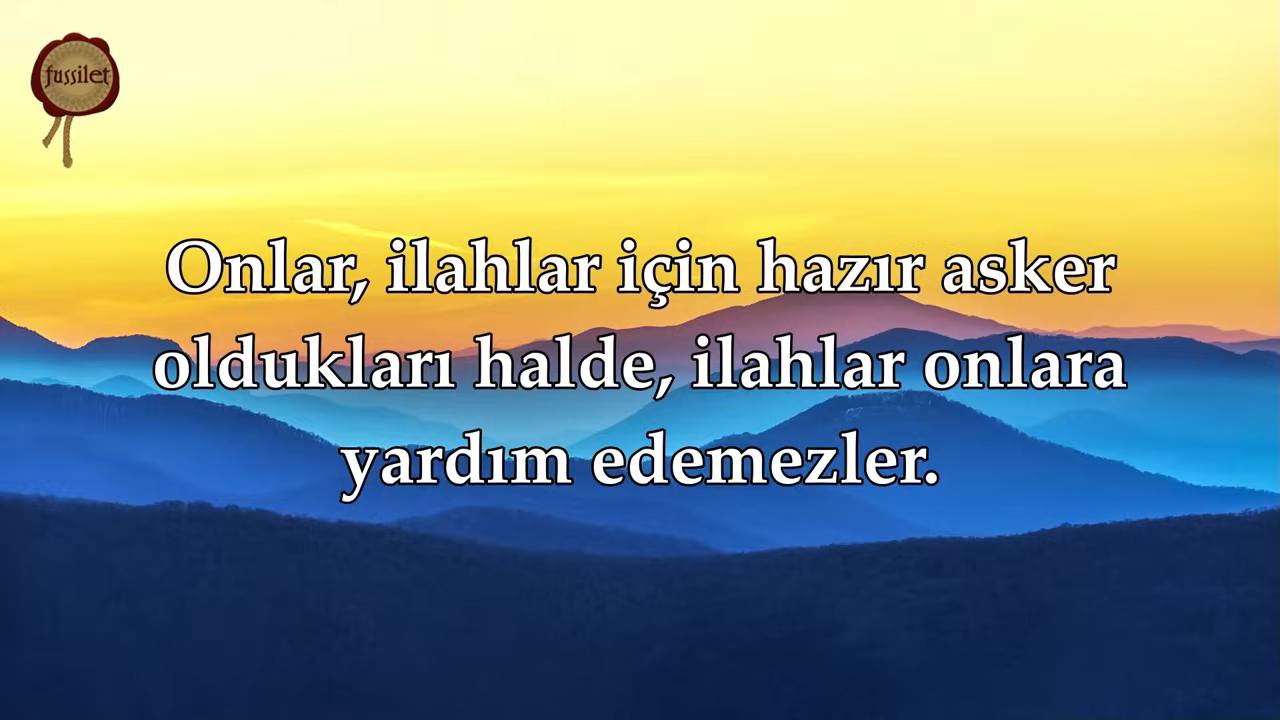 fussilet
Onlar, ilahlar için hazır asker
oldukları halde, ilahlar onlara
yardım edemezler.